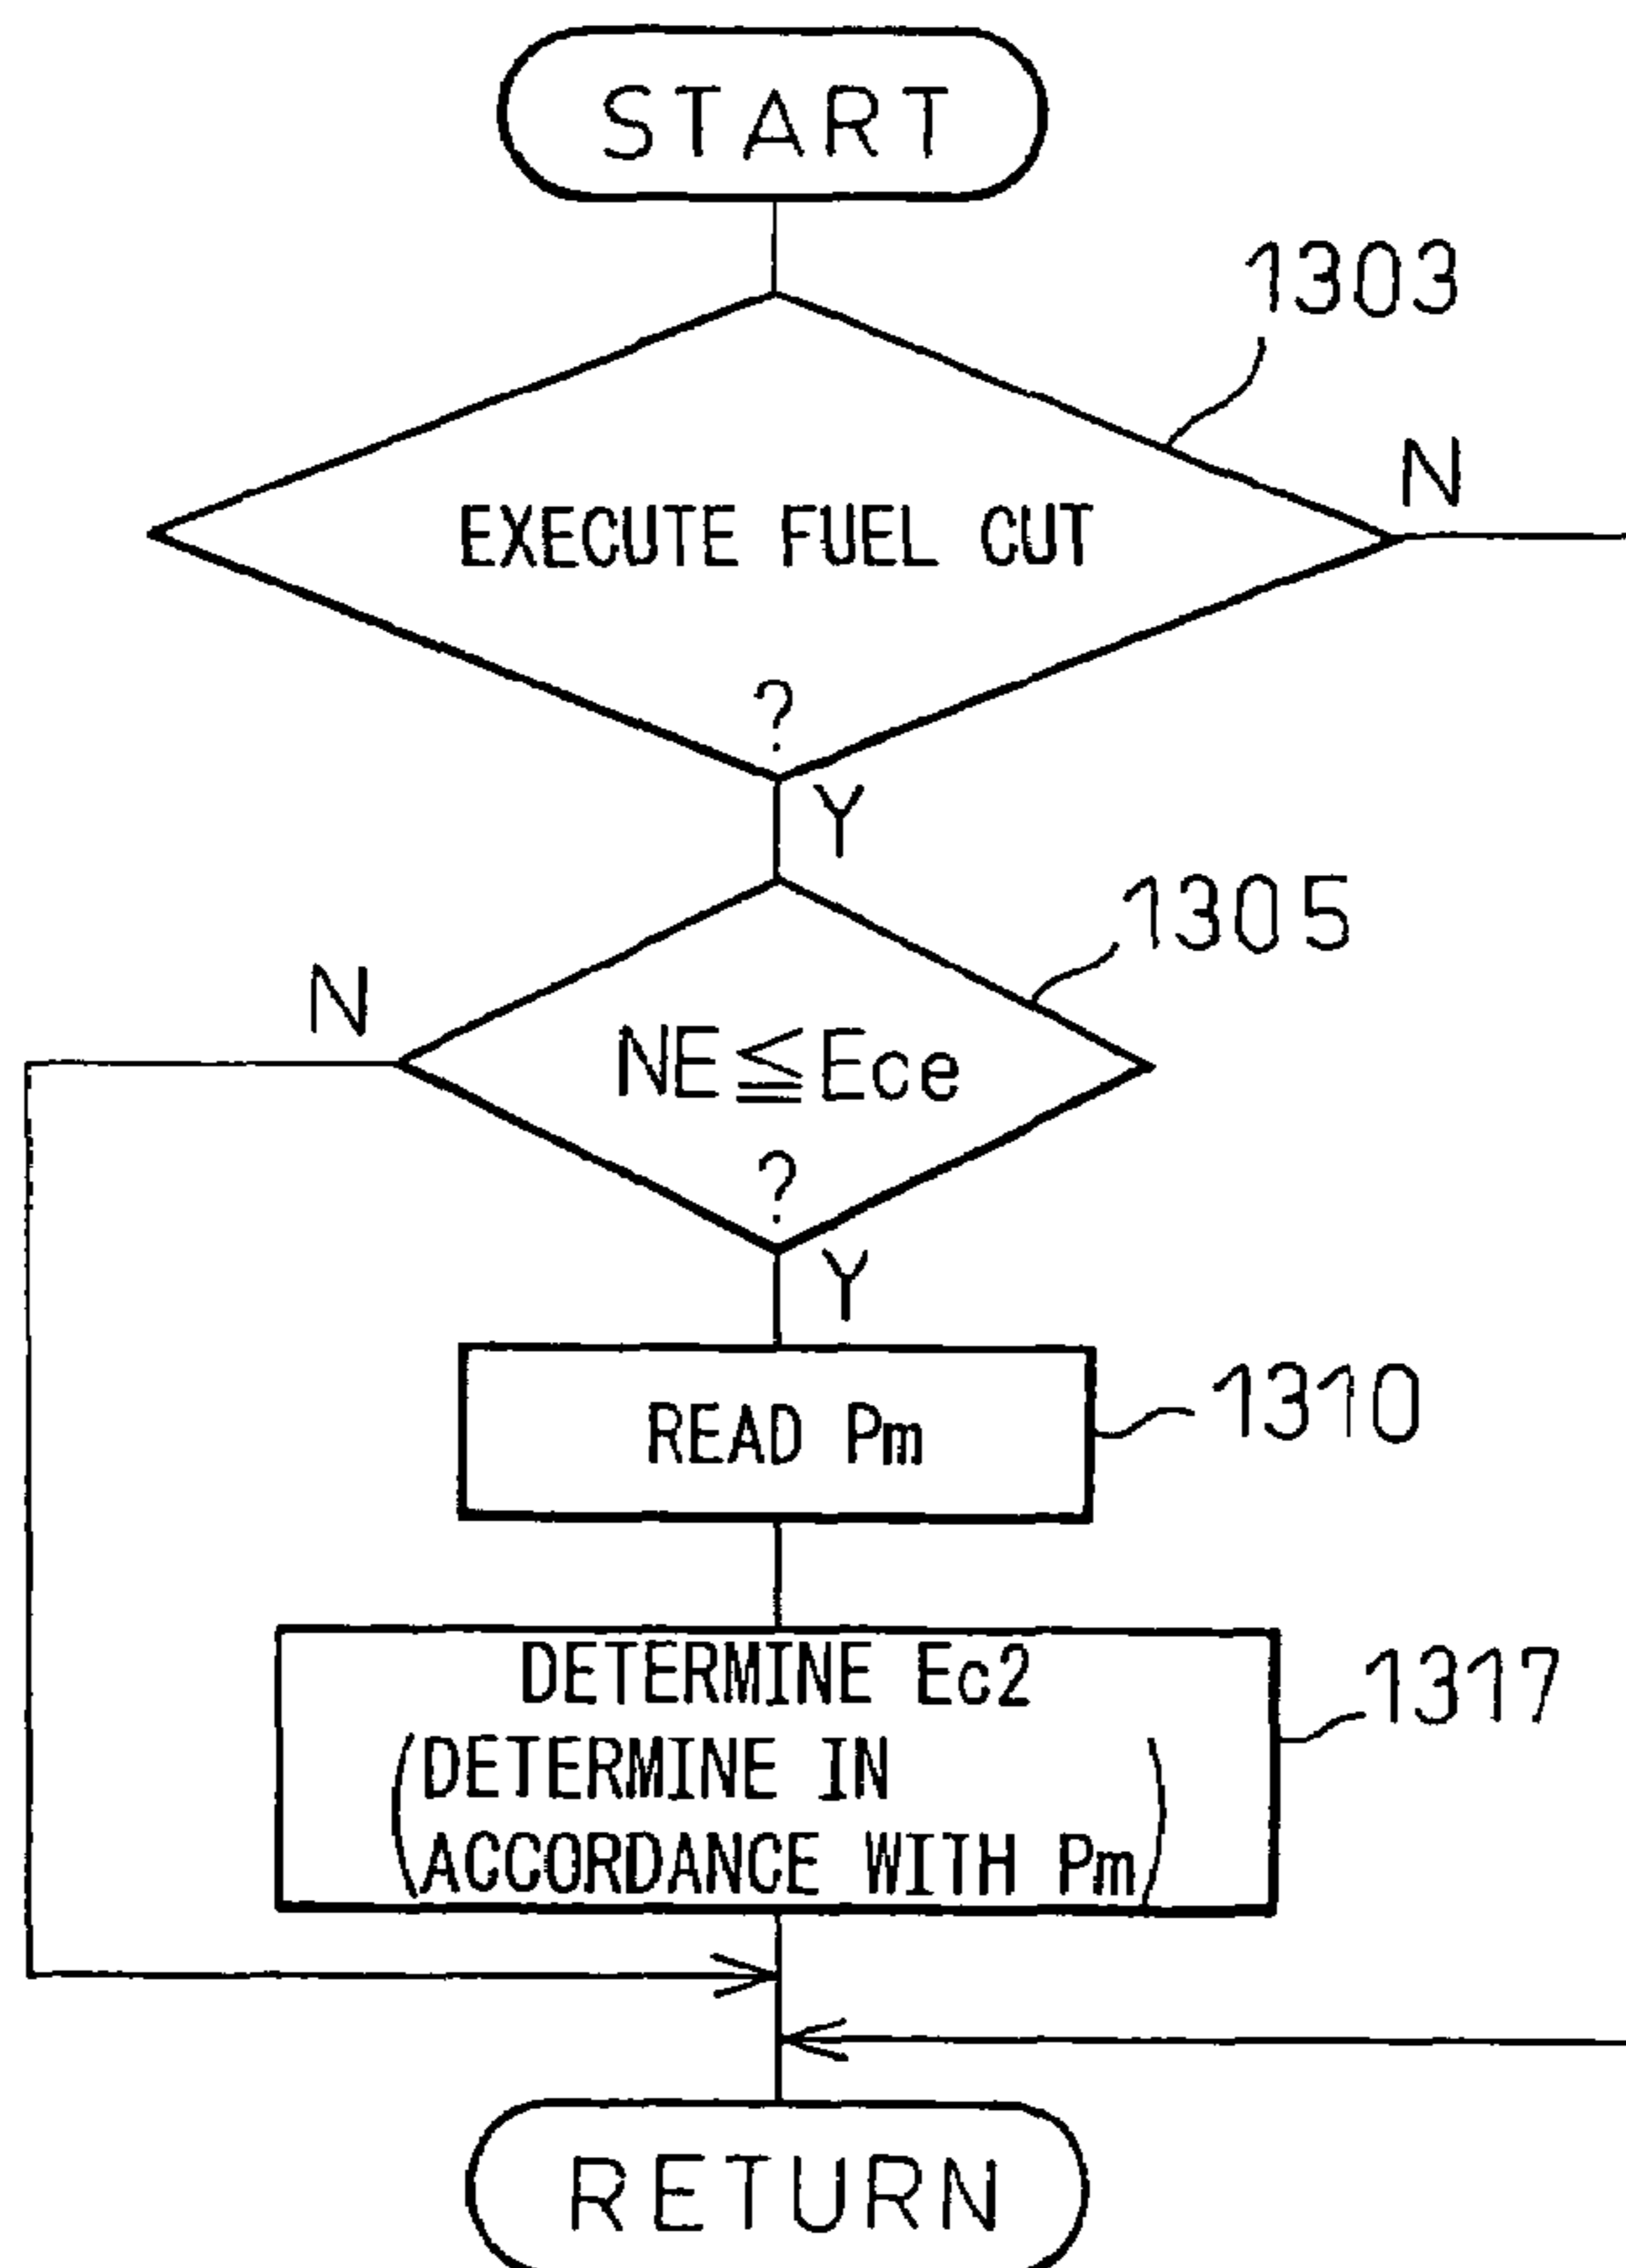 START
1303
N
EXECUTE FUEL CUT
?
Y
1305
N
NE≦Ece
?
Y
READ Pm
1310
DETERMINE Ec2
1317
(DETERMINE IN
ACCORDANCE WITH Pm)
RETURN